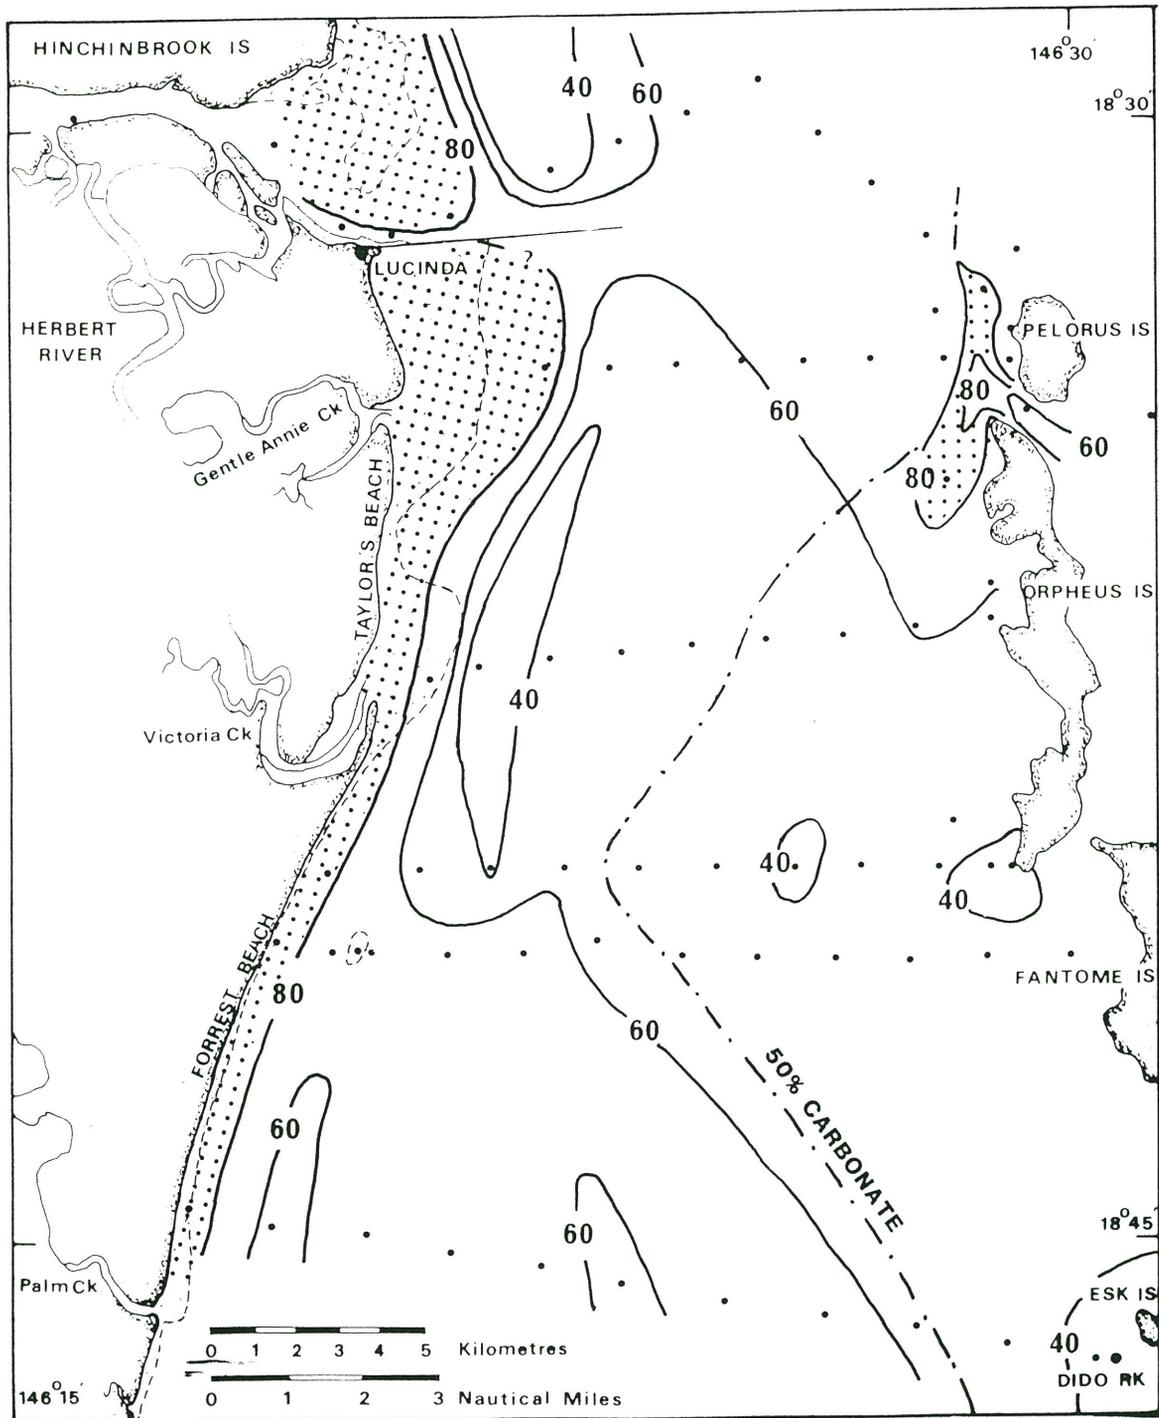 HINCHINBROOK IS
146°30'
40
60
18°30'
80
?
LUCINDA
HERBERT
RIVER
PELORUS IS
80
60
Gentle Annie Ck
60
80
TAYLOR'S BEACH
ORPHEUS IS
40
Victoria Ck
40
40
FORREST BEACH
FANTOME IS
80
60
50% CARBONATE
60
60
18°45'
Palm Ck
ESK IS
40
DIDO RK
0 1 2 3 4 5 Kilometres
0 1 2 3 Nautical Miles
146°15'